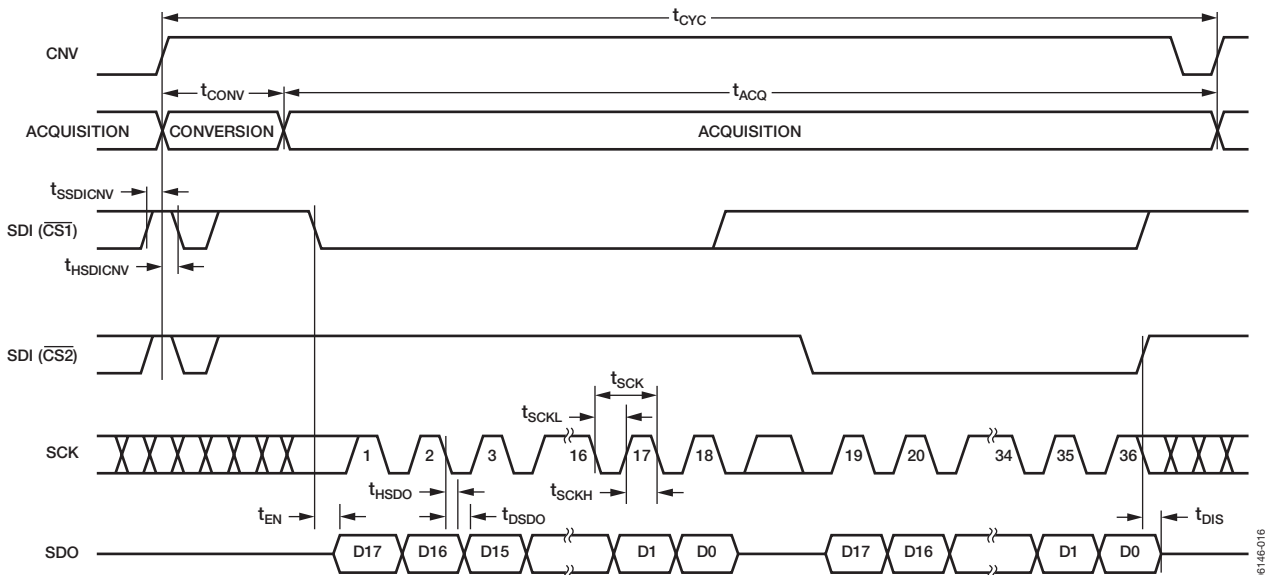 tCYC
CNV
tCONV
tACQ
ACQUISITION
CONVERSION
ACQUISITION
tSSDICNV
SDI (CS1)
tHSDICNV
SDI (CS2)
tSCK
tSCKL
SCK
1 2 3 16 17 18 19 20 34 35 36
tHSDO
tSCKH
tEN
tDSDO
tDIS
SDO
D17 D16 D15 D1 D0 D17 D16 D1 D0
06146-016